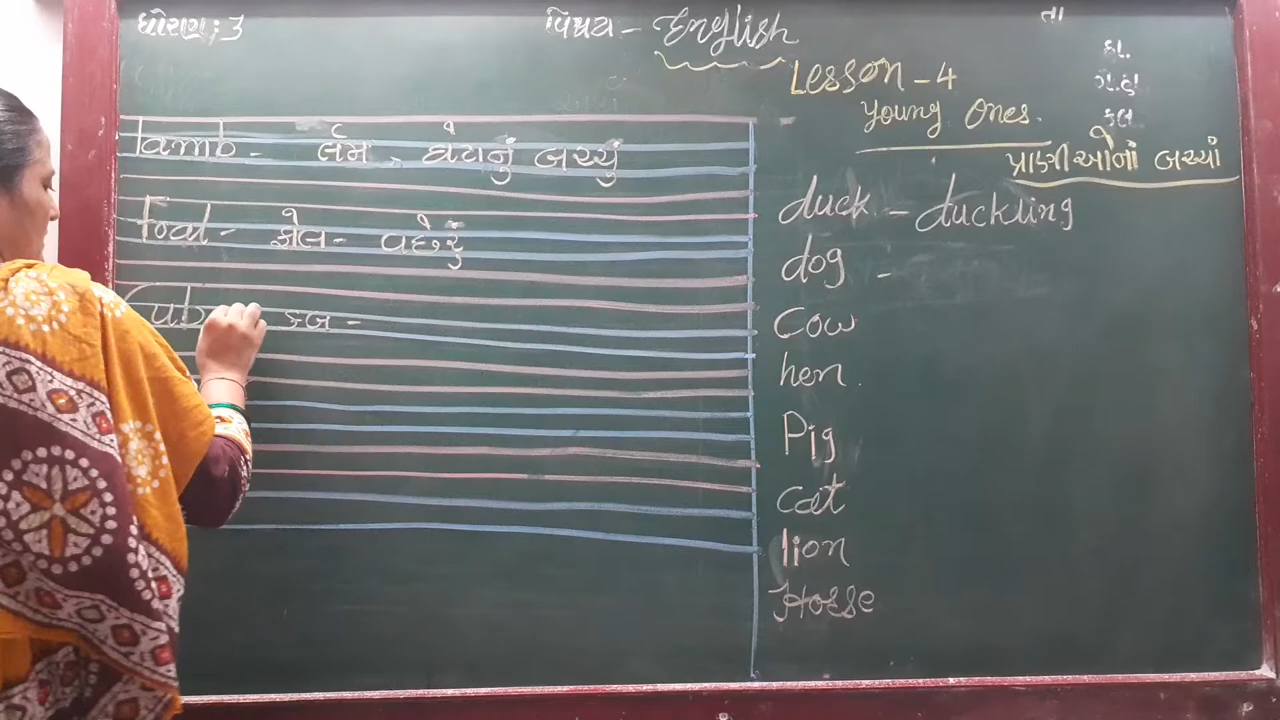 ધોરણ: 3 વિષય - English તા
હા.
ગે.હા
કુલ
Lesson - 4
Young Ones.
પ્રાણીઓનાં બચ્ચાં
lamb - લેમ - ઘેટાનું બચ્ચું
Foal - ફોલ - વછેરું
Cub કબ -
duck - duckling
dog -
Cow
hen.
Pig
Cat
lion
Horse